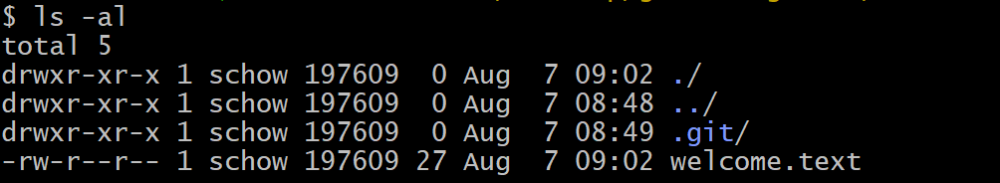 $ ls -al
total 5
drwxr-xr-x 1 schow 197609  0 Aug  7 09:02 ./
drwxr-xr-x 1 schow 197609  0 Aug  7 08:48 ../
drwxr-xr-x 1 schow 197609  0 Aug  7 08:49 .git/
-rw-r--r-- 1 schow 197609 27 Aug  7 09:02 welcome.text